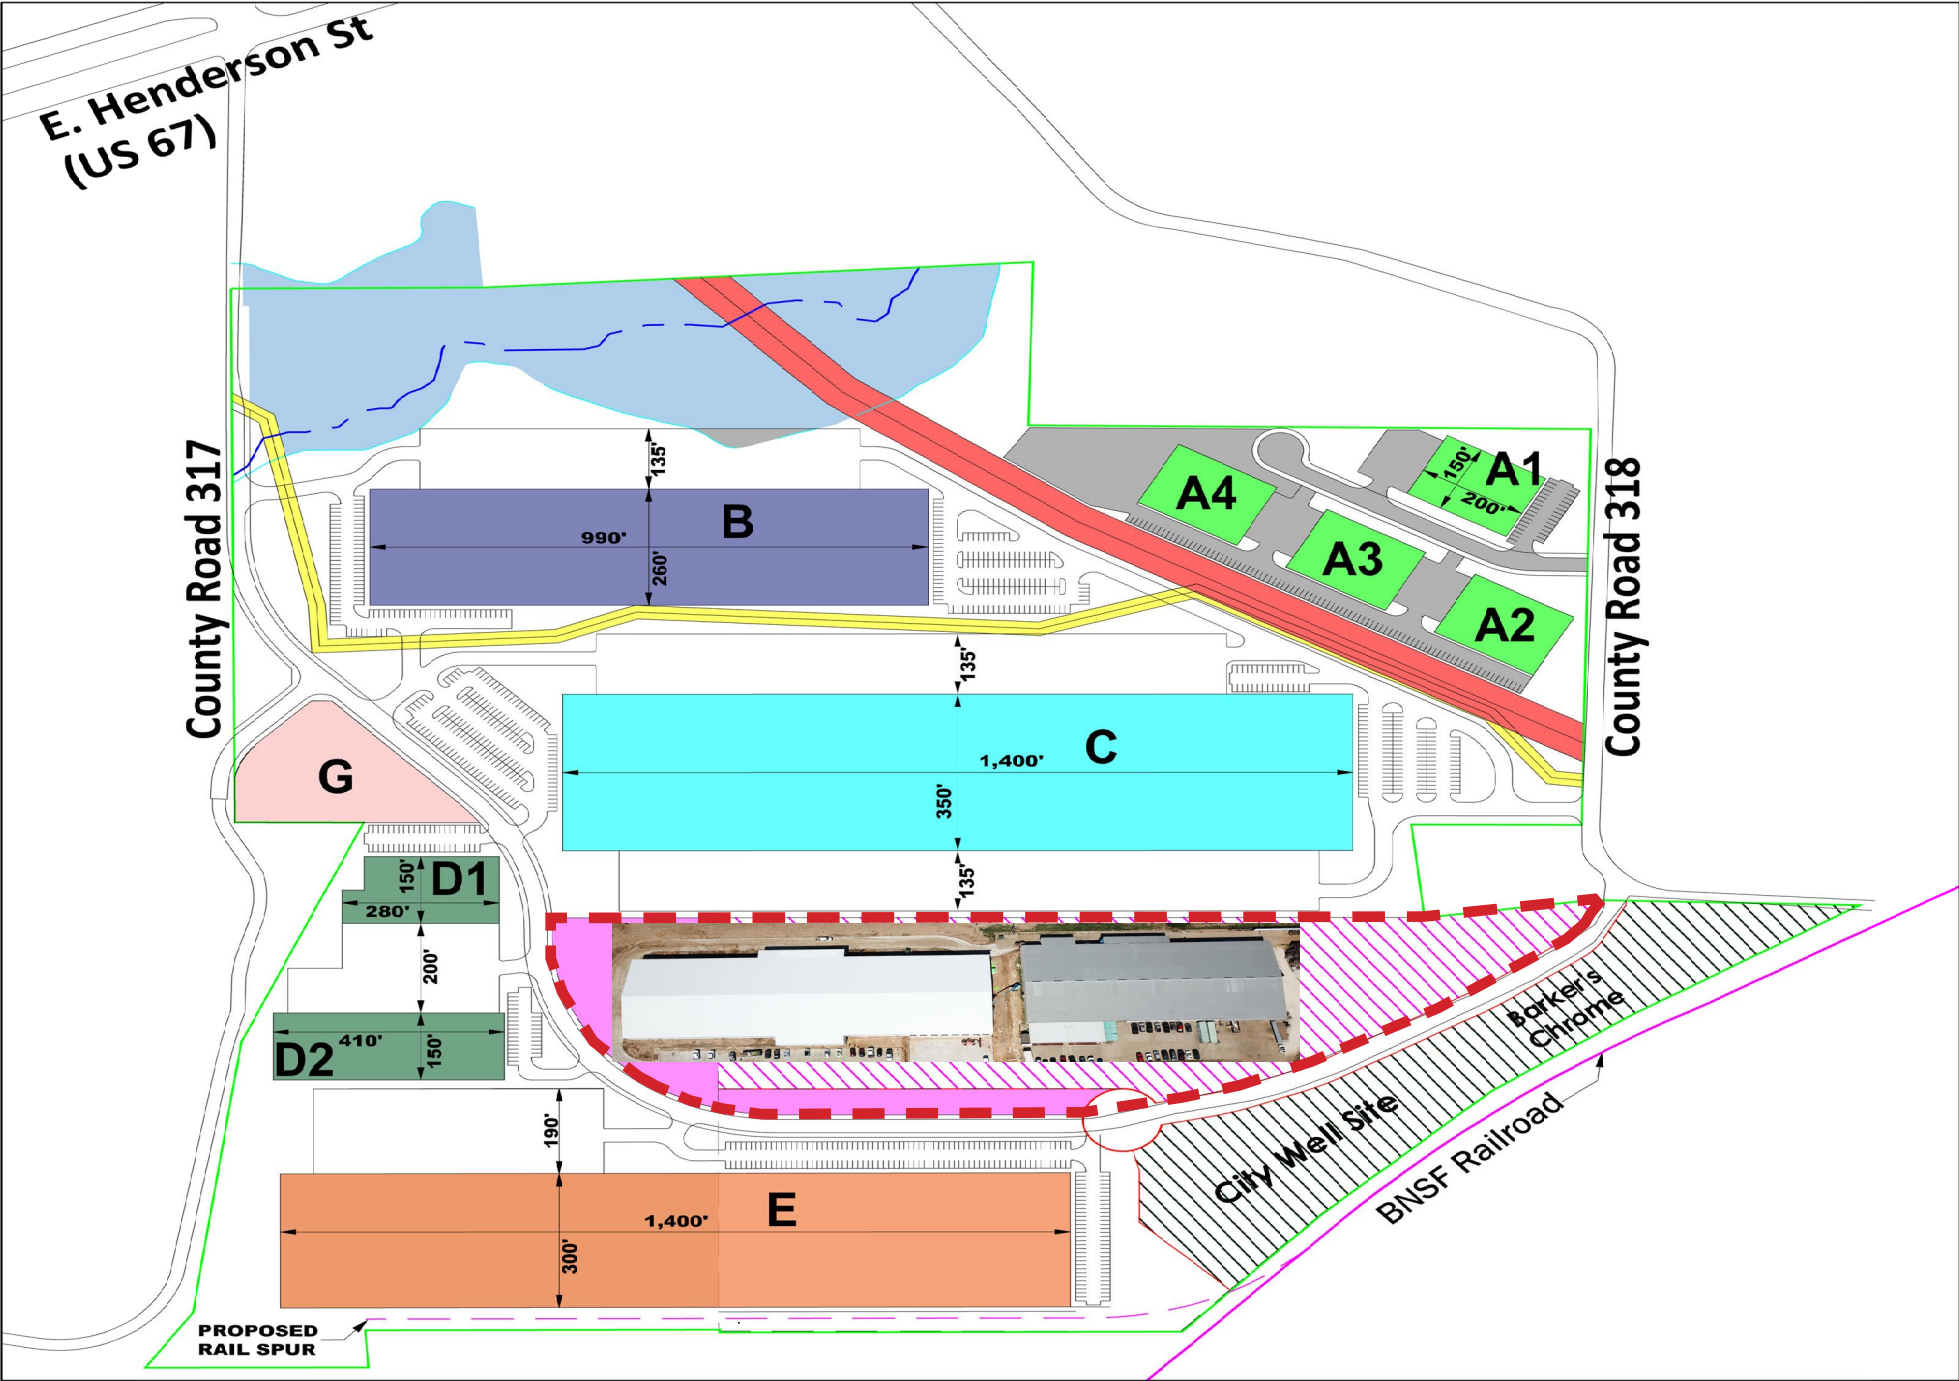 E. Henderson St
(US 67)
County Road 317
County Road 318
135'
B
990'
260'
A4
A1
150'
200'
A3
A2
135'
C
1,400'
350'
135'
G
D1
150'
280'
200'
D2
410'
150'
190'
E
1,400'
300'
Barker's
Chrome
City Well Site
BNSF Railroad
PROPOSED
RAIL SPUR